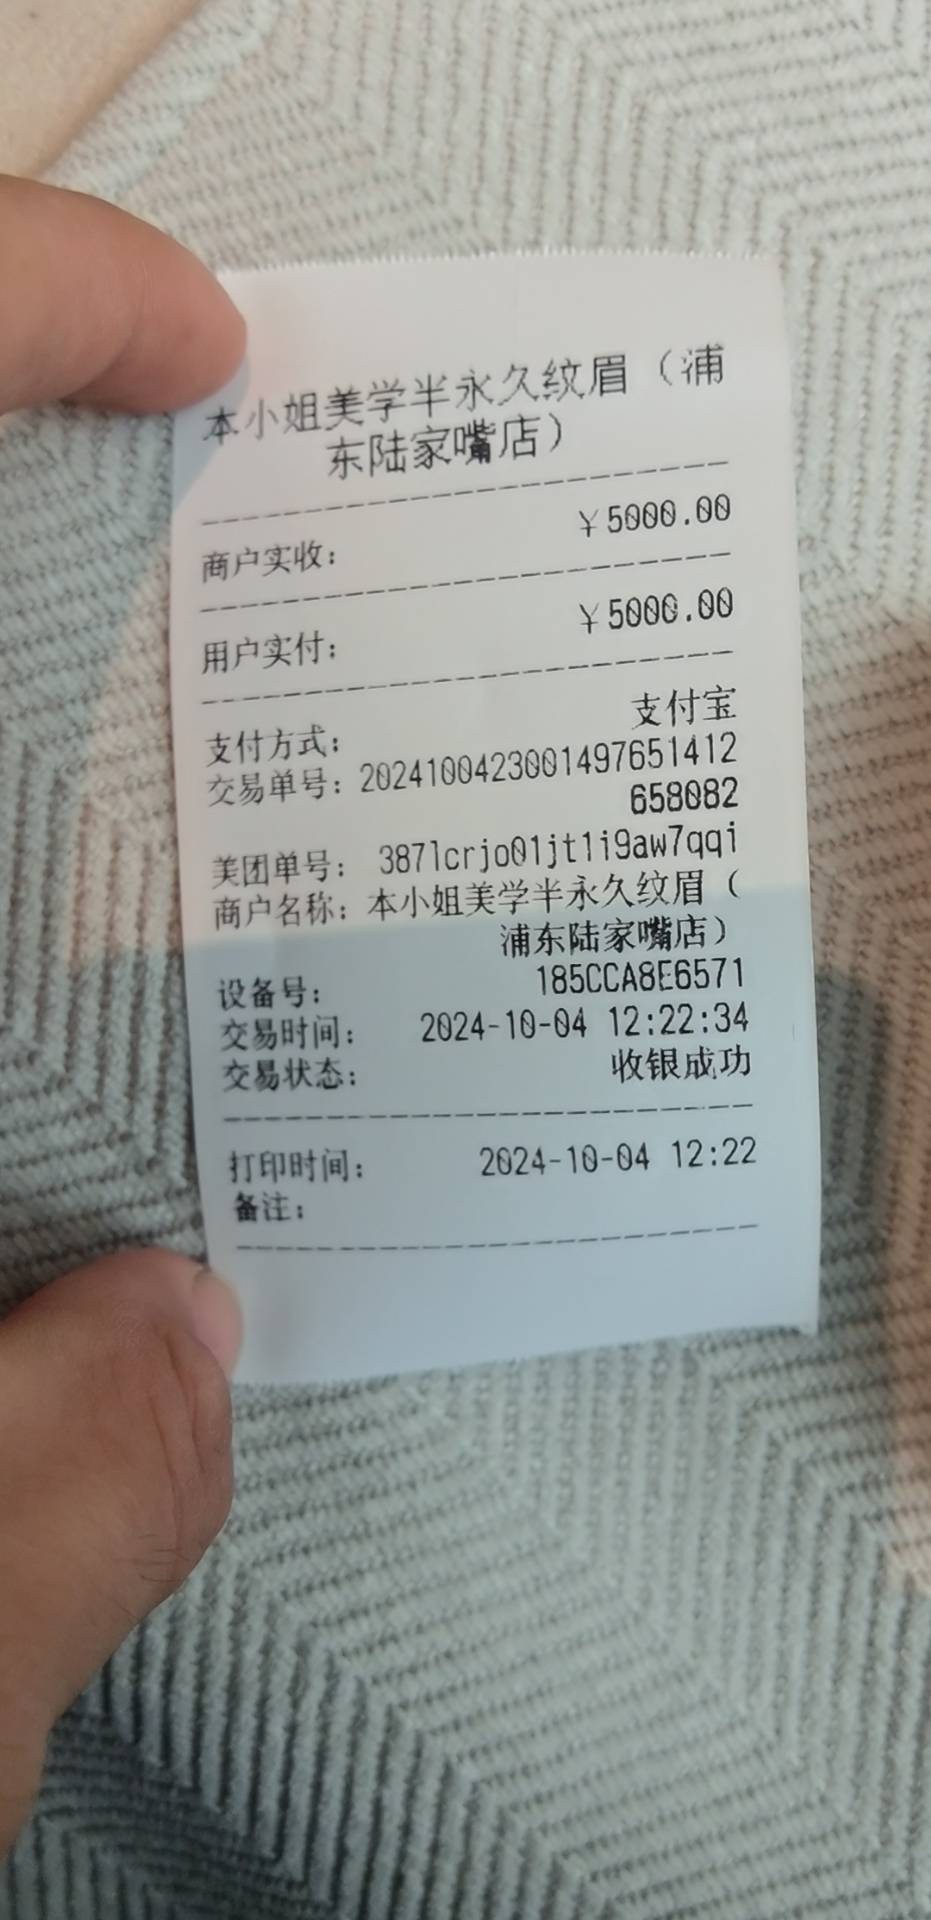 本小姐美学半永久纹眉（浦
东陆家嘴店）
商户实收： ￥5000.00
用户实付： ￥5000.00
支付方式： 支付宝
交易单号：2024100423001497651412
658082
美团单号： 387lcrjo01jt1i9aw7qqi
商户名称：本小姐美学半永久纹眉（
浦东陆家嘴店）
设备号： 185CCA8E6571
交易时间： 2024-10-04 12:22:34
交易状态： 收银成功
打印时间： 2024-10-04 12:22
备注：